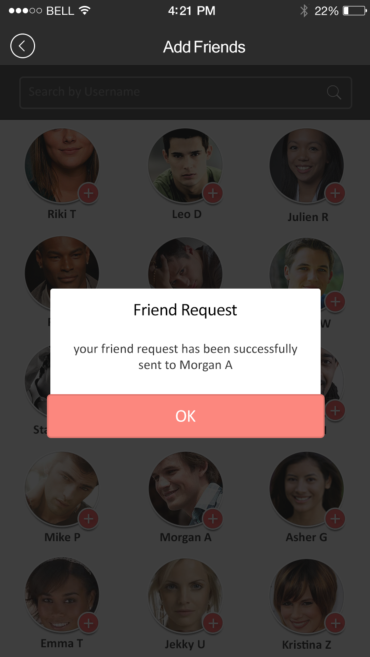 BELL 4:21 PM 22%
Add Friends
Search by Username
Riki T Leo D Julien R
W
Friend Request
your friend request has been successfully
sent to Morgan A
OK
Mike P Morgan A Asher G
Emma T Jekky U Kristina Z